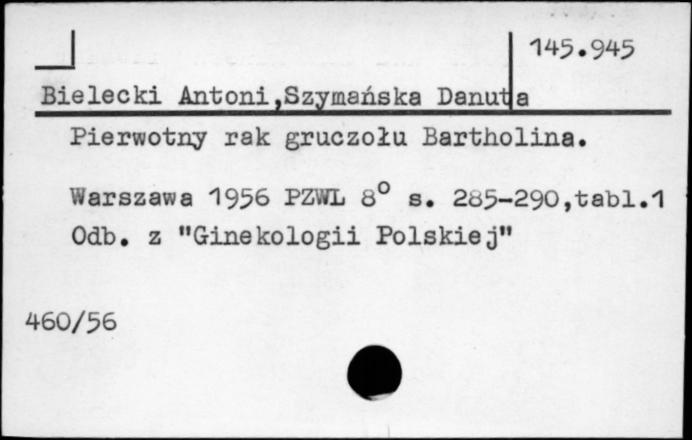 145.945
Bielecki Antoni,Szymańska Danuta
Pierwotny rak gruczołu Bartholina.
Warszawa 1956 PZWL 8° s. 285-290,tabl.1
Odb. z "Ginekologii Polskiej"
460/56